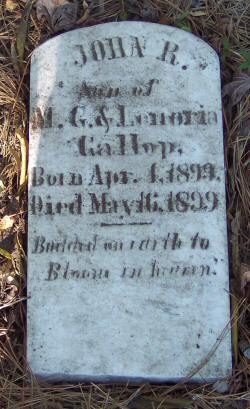 JOHN R.
Son of
M. G. & Lenoria
Gallop.
Born Apr. 4, 1899.
Died May 16, 1899
Budded on earth to
Bloom in heaven.